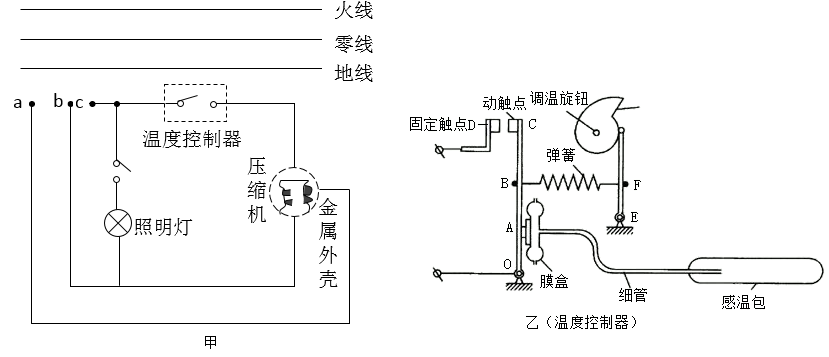 火线
零线
地线
a b c
温度控制器
压缩机
金属外壳
照明灯
甲
动触点 调温旋钮
固定触点D C
弹簧
B F
A E
O 膜盒
细管 感温包
乙（温度控制器）